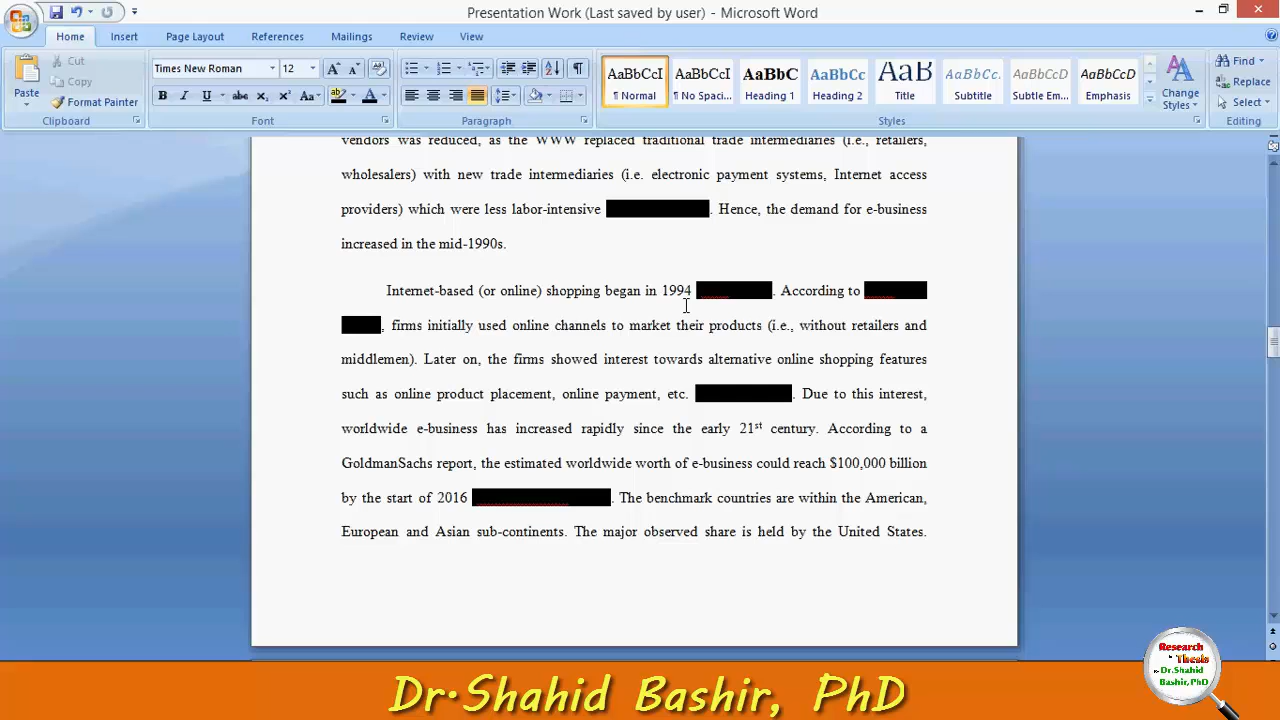 Presentation Work (Last saved by user) - Microsoft Word
Home Insert Page Layout References Mailings Review View
Paste
Cut
Copy
Format Painter
Clipboard
Times New Roman 12
B I U abc x₂ x² Aa
Font
Paragraph
AaBbCcI AaBbCcI AaBbC AaBbCc AaB AaBbCc. AaBbCcD AaBbCcD
¶ Normal ¶ No Spaci... Heading 1 Heading 2 Title Subtitle Subtle Em... Emphasis
Change Styles
Styles
Find
Replace
Select
Editing
vendors was reduced, as the WWW replaced traditional trade intermediaries (i.e., retailers,
wholesalers) with new trade intermediaries (i.e. electronic payment systems, Internet access
providers) which were less labor-intensive . Hence, the demand for e-business
increased in the mid-1990s.
Internet-based (or online) shopping began in 1994 . According to
, firms initially used online channels to market their products (i.e., without retailers and
middlemen). Later on, the firms showed interest towards alternative online shopping features
such as online product placement, online payment, etc. . Due to this interest,
worldwide e-business has increased rapidly since the early 21st century. According to a
GoldmanSachs report, the estimated worldwide worth of e-business could reach $100,000 billion
by the start of 2016 . The benchmark countries are within the American,
European and Asian sub-continents. The major observed share is held by the United States.
Research
Thesis
Dr.Shahid
Bashir, PhD
Dr.Shahid Bashir, PhD